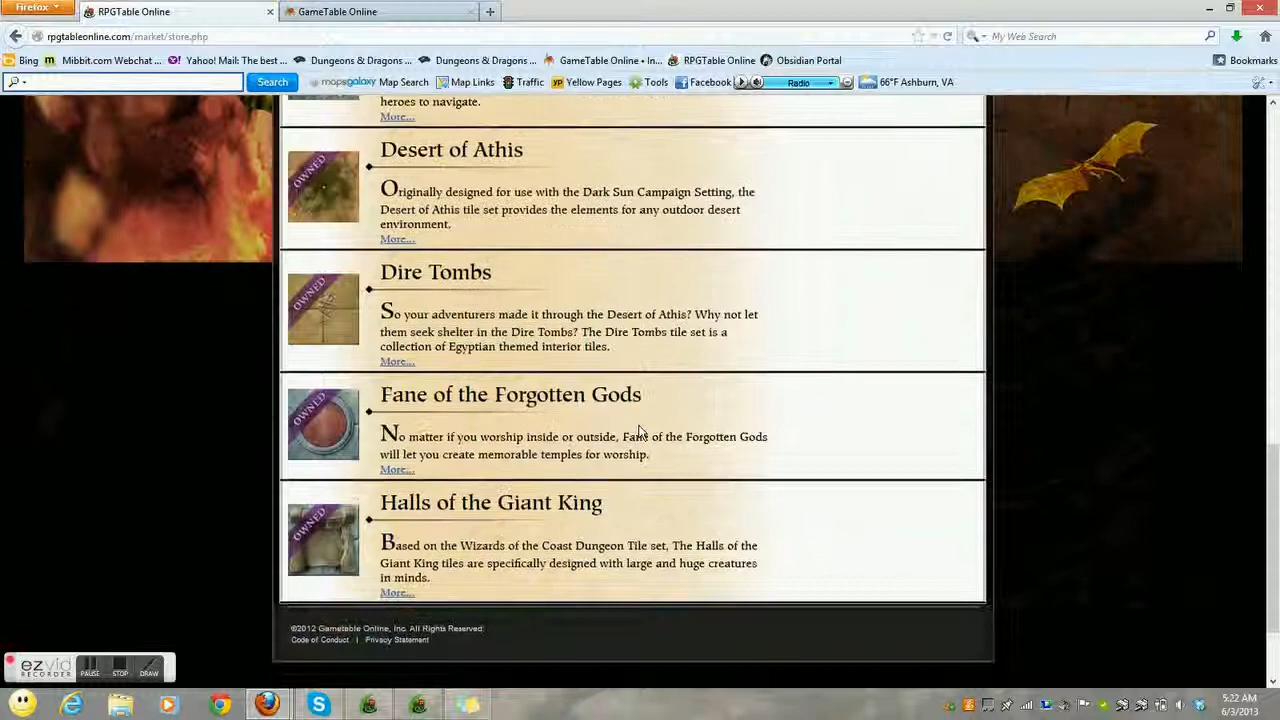 Firefox
RPGTable Online
GameTable Online
rpgtableonline.com/market/store.php
My Web Search
Bing
Mibbit.com Webchat ...
Yahoo! Mail: The best ...
Dungeons & Dragons ...
Dungeons & Dragons ...
GameTable Online • In...
RPGTable Online
Obsidian Portal
Bookmarks
Search
mapsgalaxy
Map Search
Map Links
Traffic
Yellow Pages
Tools
Facebook
Radio
66°F Ashburn, VA
heroes to navigate.
More...
Desert of Athis
OWNED
Originally designed for use with the Dark Sun Campaign Setting, the
Desert of Athis tile set provides the elements for any outdoor desert
environment.
More...
Dire Tombs
OWNED
So your adventurers made it through the Desert of Athis? Why not let
them seek shelter in the Dire Tombs? The Dire Tombs tile set is a
collection of Egyptian themed interior tiles.
More...
Fane of the Forgotten Gods
OWNED
No matter if you worship inside or outside, Fane of the Forgotten Gods
will let you create memorable temples for worship.
More...
Halls of the Giant King
OWNED
Based on the Wizards of the Coast Dungeon Tile set, The Halls of the
Giant King tiles are specifically designed with large and huge creatures
in minds.
More...
©2012 Gametable Online, Inc. All Rights Reserved.
Code of Conduct | Privacy Statement
ezvid
RECORDER
PAUSE
STOP
DRAW
5:22 AM
6/3/2013